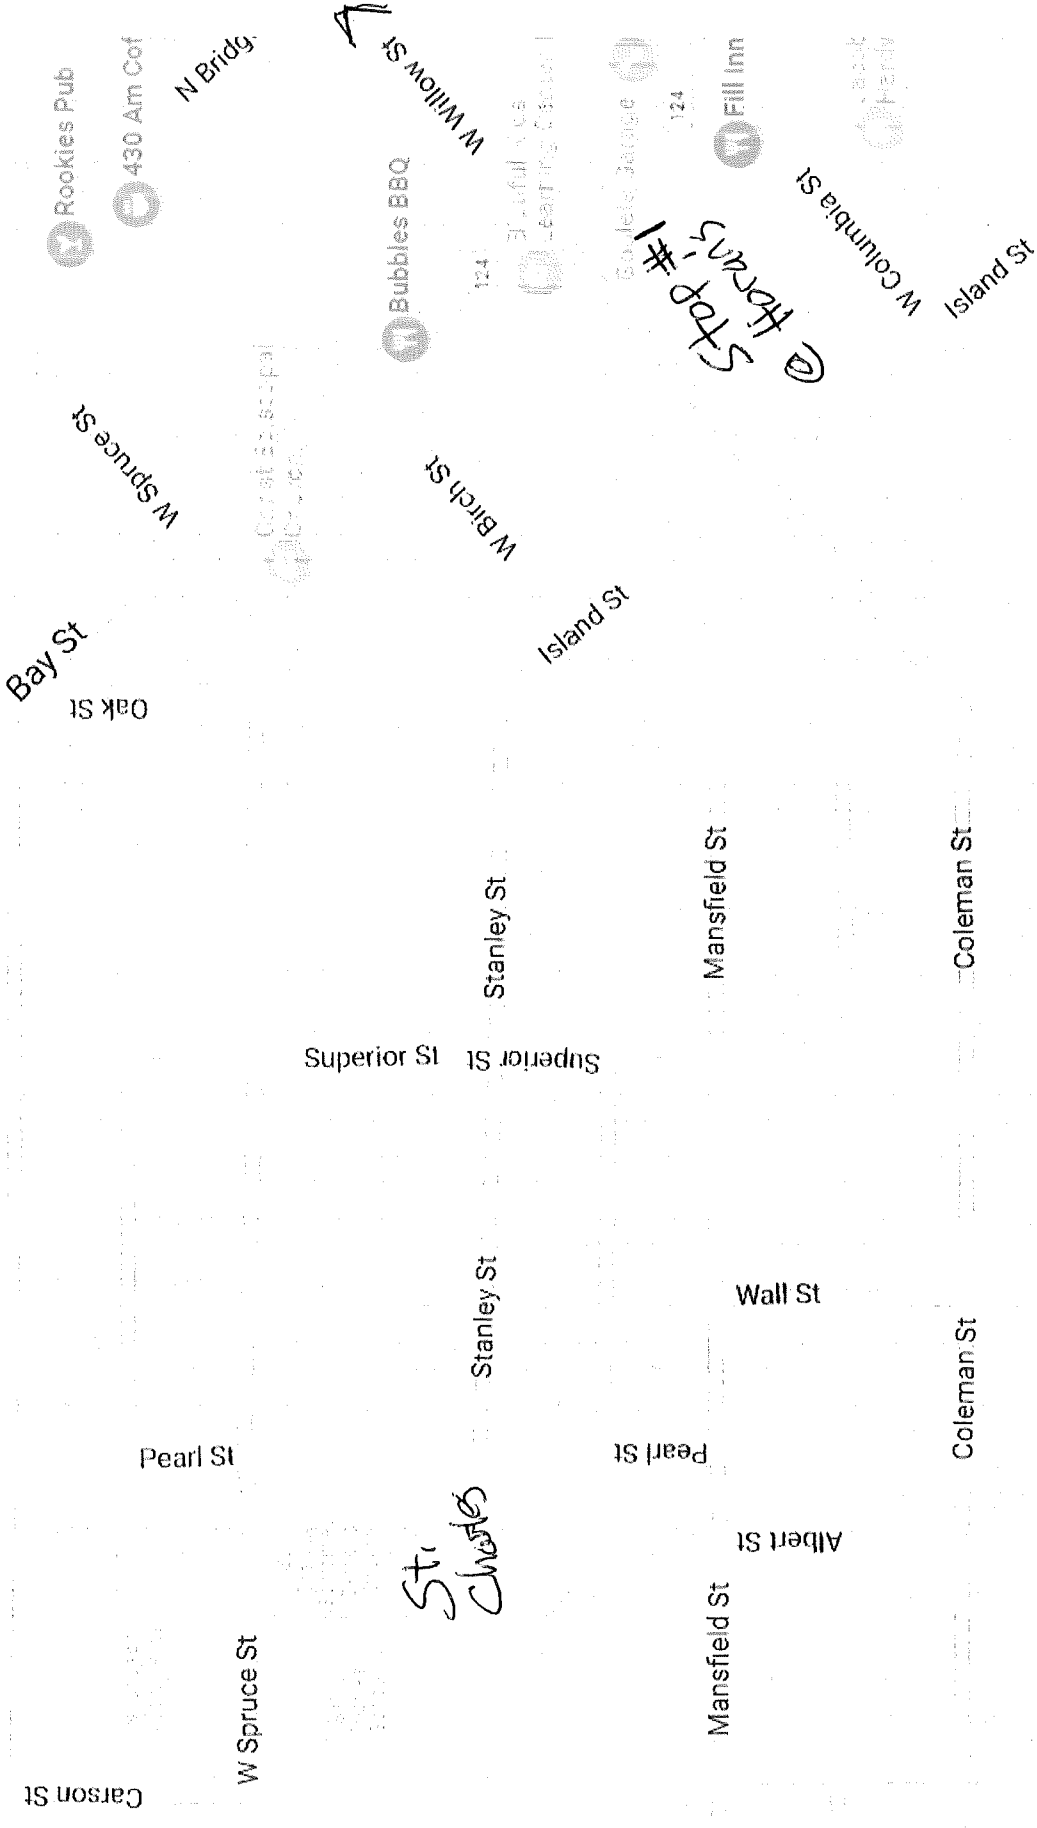 N Bridg
W Willow St
Rookies Pub
430 Am Cof
Bubbles BBQ
124
124
Fill Inn
W Columbia St
Island St
Stop #1
@ Horan's
W Spruce St
W Birch St
Island St
Bay St
Oak St
Stanley St
Mansfield St
Coleman St
Superior St
Superior St
Stanley St
Wall St
Coleman St
Pearl St
Pearl St
St.
Charles
Albert St
Mansfield St
W Spruce St
Carson St